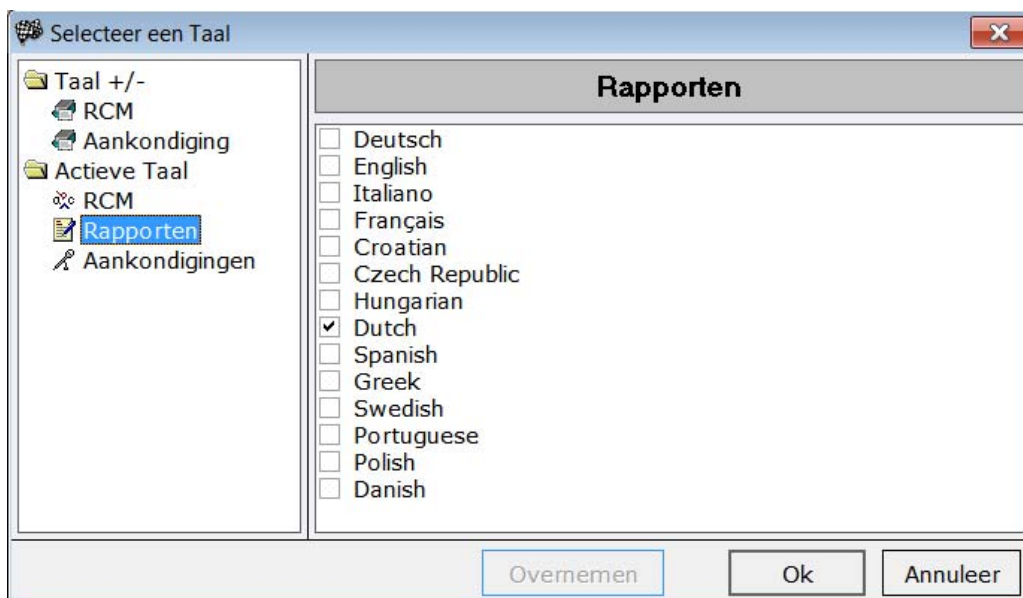 Selecteer een Taal
Taal +/-
RCM
Aankondiging
Actieve Taal
RCM
Rapporten
Aankondigingen
Rapporten
Deutsch
English
Italiano
Français
Croatian
Czech Republic
Hungarian
Dutch
Spanish
Greek
Swedish
Portuguese
Polish
Danish
Overnemen
Ok
Annuleer